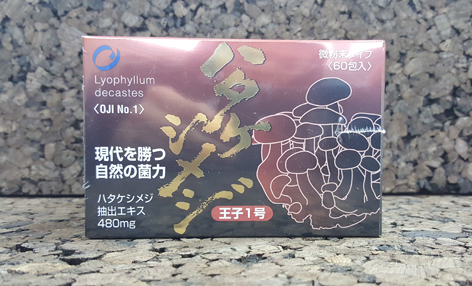 Lyophyllum
decastes
〈OJI No.1〉
現代を勝つ
自然の菌力
ハタケシメジ
抽出エキス
480mg
ハタケ
シメジ
王子1号
微粉末タイプ
〈60包入〉